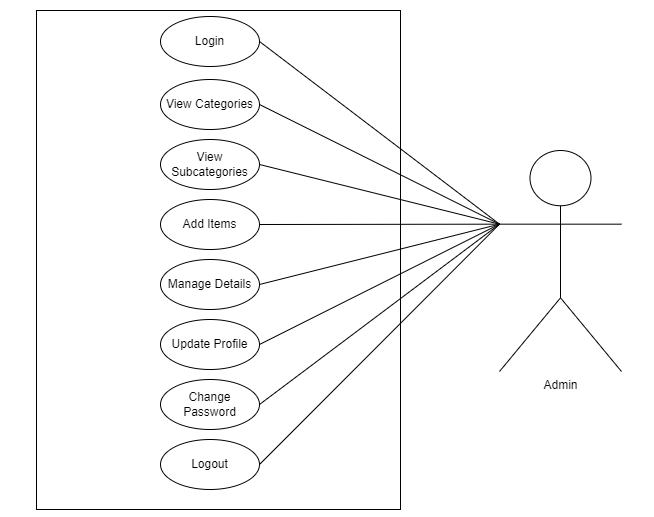 Login
View Categories
View
Subcategories
Add Items
Manage Details
Update Profile
Change
Password
Logout
Admin